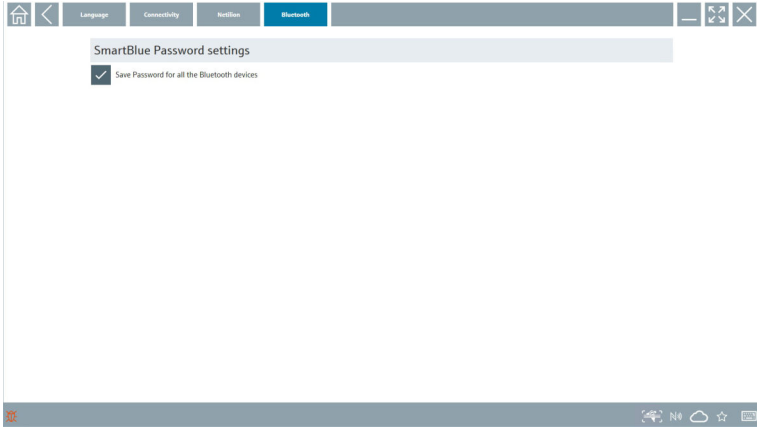 Language Connectivity Netilion Bluetooth
SmartBlue Password settings
Save Password for all the Bluetooth devices